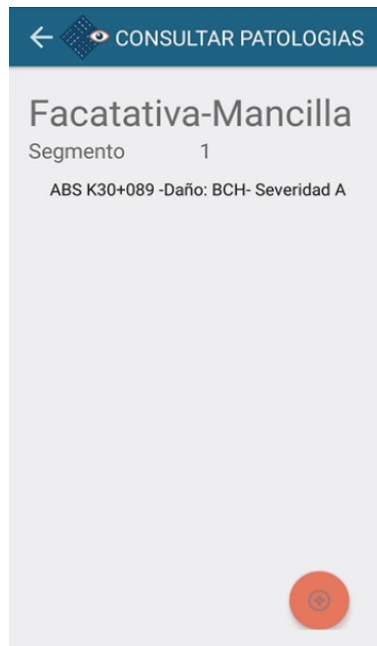 CONSULTAR PATOLOGIAS
Facatativa-Mancilla
Segmento 1
ABS K30+089 -Daño: BCH- Severidad A